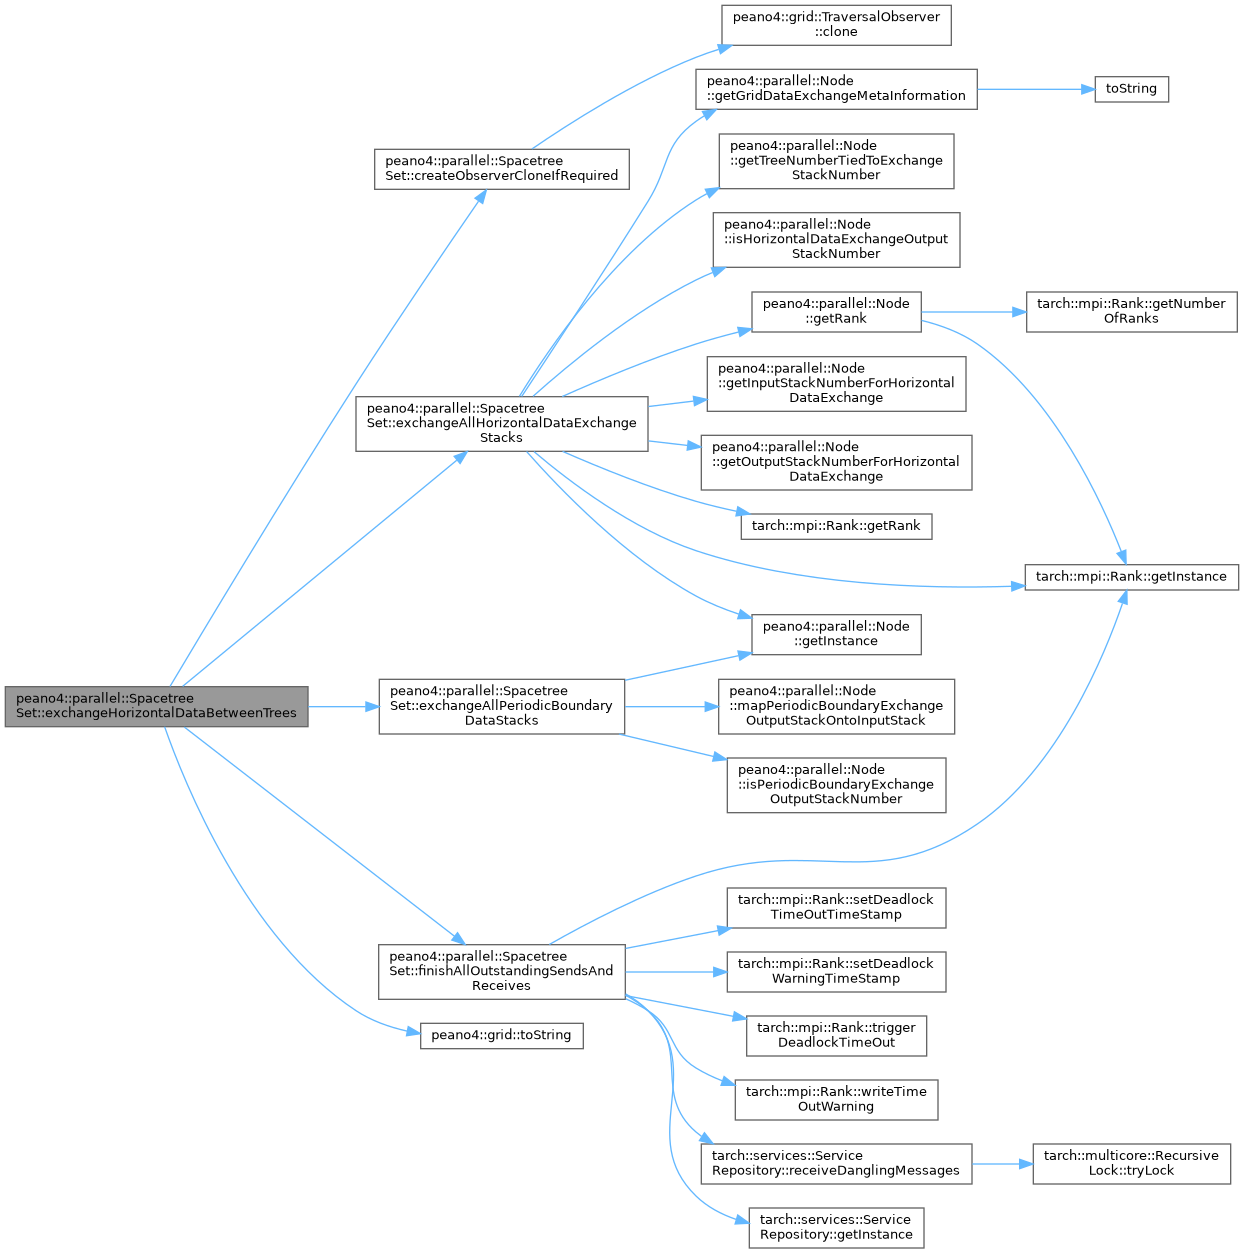 peano4::grid::TraversalObserver
::clone
peano4::parallel::Node
::getGridDataExchangeMetaInformation
toString
peano4::parallel::Node
::getTreeNumberTiedToExchange
StackNumber
peano4::parallel::Spacetree
Set::createObserverCloneIfRequired
peano4::parallel::Node
::isHorizontalDataExchangeOutput
StackNumber
peano4::parallel::Node
::getRank
tarch::mpi::Rank::getNumber
OfRanks
peano4::parallel::Node
::getInputStackNumberForHorizontal
DataExchange
peano4::parallel::Spacetree
Set::exchangeAllHorizontalDataExchange
Stacks
peano4::parallel::Node
::getOutputStackNumberForHorizontal
DataExchange
tarch::mpi::Rank::getRank
tarch::mpi::Rank::getInstance
peano4::parallel::Node
::getInstance
peano4::parallel::Spacetree
Set::exchangeHorizontalDataBetweenTrees
peano4::parallel::Spacetree
Set::exchangeAllPeriodicBoundary
DataStacks
peano4::parallel::Node
::mapPeriodicBoundaryExchange
OutputStackOntoInputStack
peano4::parallel::Node
::isPeriodicBoundaryExchange
OutputStackNumber
tarch::mpi::Rank::setDeadlock
TimeOutTimeStamp
peano4::parallel::Spacetree
Set::finishAllOutstandingSendsAnd
Receives
tarch::mpi::Rank::setDeadlock
WarningTimeStamp
peano4::grid::toString
tarch::mpi::Rank::trigger
DeadlockTimeOut
tarch::mpi::Rank::writeTime
OutWarning
tarch::services::Service
Repository::receiveDanglingMessages
tarch::multicore::Recursive
Lock::tryLock
tarch::services::Service
Repository::getInstance